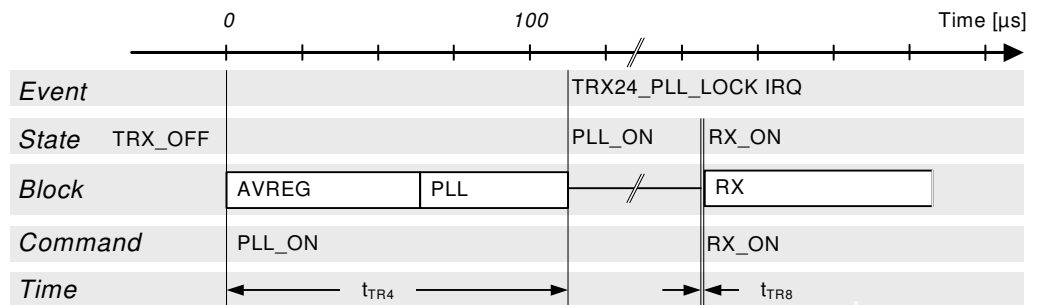 0 100 Time [µs]
Event TRX24_PLL_LOCK IRQ
State TRX_OFF PLL_ON RX_ON
Block AVREG PLL RX
Command PLL_ON RX_ON
Time tTR4 tTR8